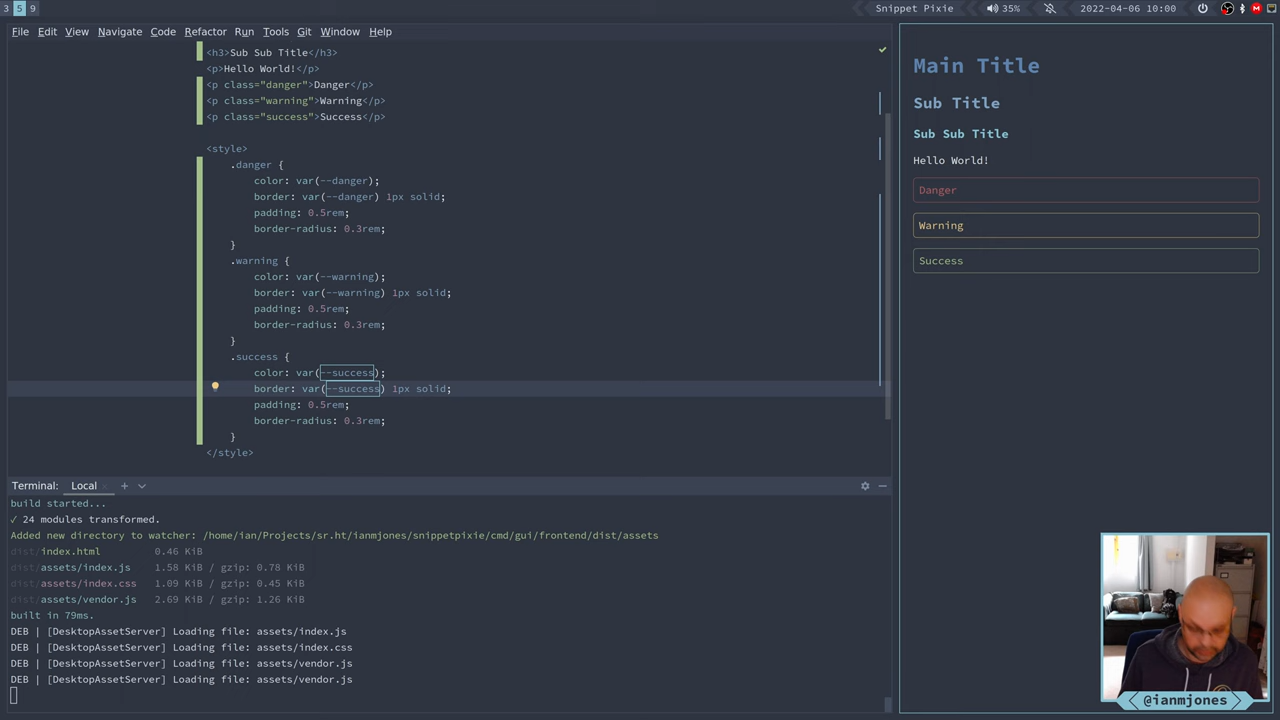 3 5 9
Snippet Pixie
35%
2022-04-06 10:00
File Edit View Navigate Code Refactor Run Tools Git Window Help
<h3>Sub Sub Title</h3>
<p>Hello World!</p>
<p class="danger">Danger</p>
<p class="warning">Warning</p>
<p class="success">Success</p>
<style>
.danger {
color: var(--danger);
border: var(--danger) 1px solid;
padding: 0.5rem;
border-radius: 0.3rem;
}
.warning {
color: var(--warning);
border: var(--warning) 1px solid;
padding: 0.5rem;
border-radius: 0.3rem;
}
.success {
color: var(--success);
border: var(--success) 1px solid;
padding: 0.5rem;
border-radius: 0.3rem;
}
</style>
Terminal: Local
build started...
✓ 24 modules transformed.
Added new directory to watcher: /home/ian/Projects/sr.ht/ianmjones/snippetpixie/cmd/gui/frontend/dist/assets
dist/index.html 0.46 KiB
dist/assets/index.js 1.58 KiB / gzip: 0.78 KiB
dist/assets/index.css 1.09 KiB / gzip: 0.45 KiB
dist/assets/vendor.js 2.69 KiB / gzip: 1.26 KiB
built in 79ms.
DEB | [DesktopAssetServer] Loading file: assets/index.js
DEB | [DesktopAssetServer] Loading file: assets/index.css
DEB | [DesktopAssetServer] Loading file: assets/vendor.js
DEB | [DesktopAssetServer] Loading file: assets/vendor.js
Main Title
Sub Title
Sub Sub Title
Hello World!
Danger
Warning
Success
@ianmjones